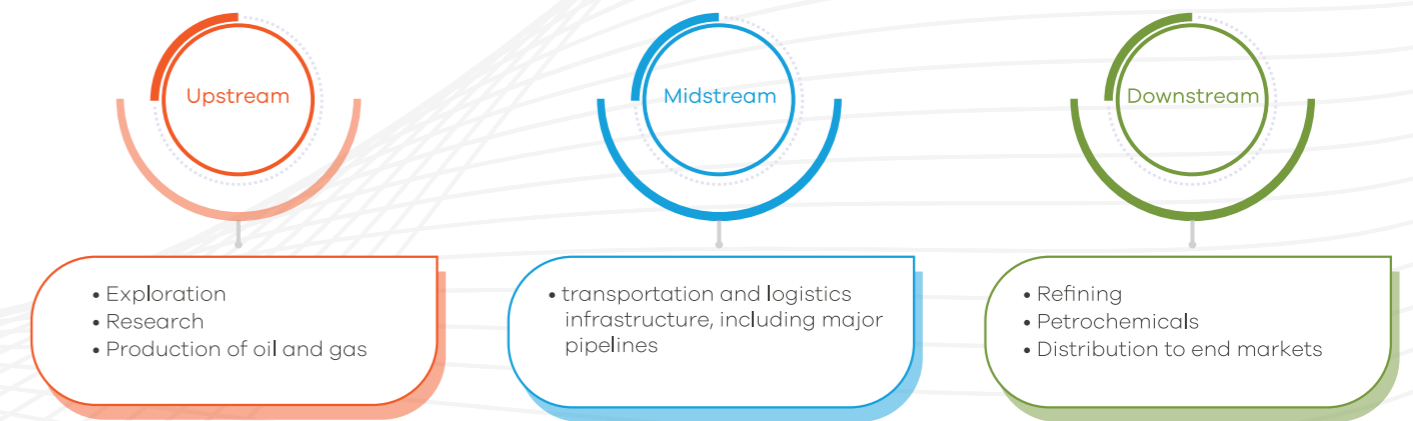 Upstream
• Exploration
• Research
• Production of oil and gas
Midstream
• transportation and logistics
infrastructure, including major
pipelines
Downstream
• Refining
• Petrochemicals
• Distribution to end markets